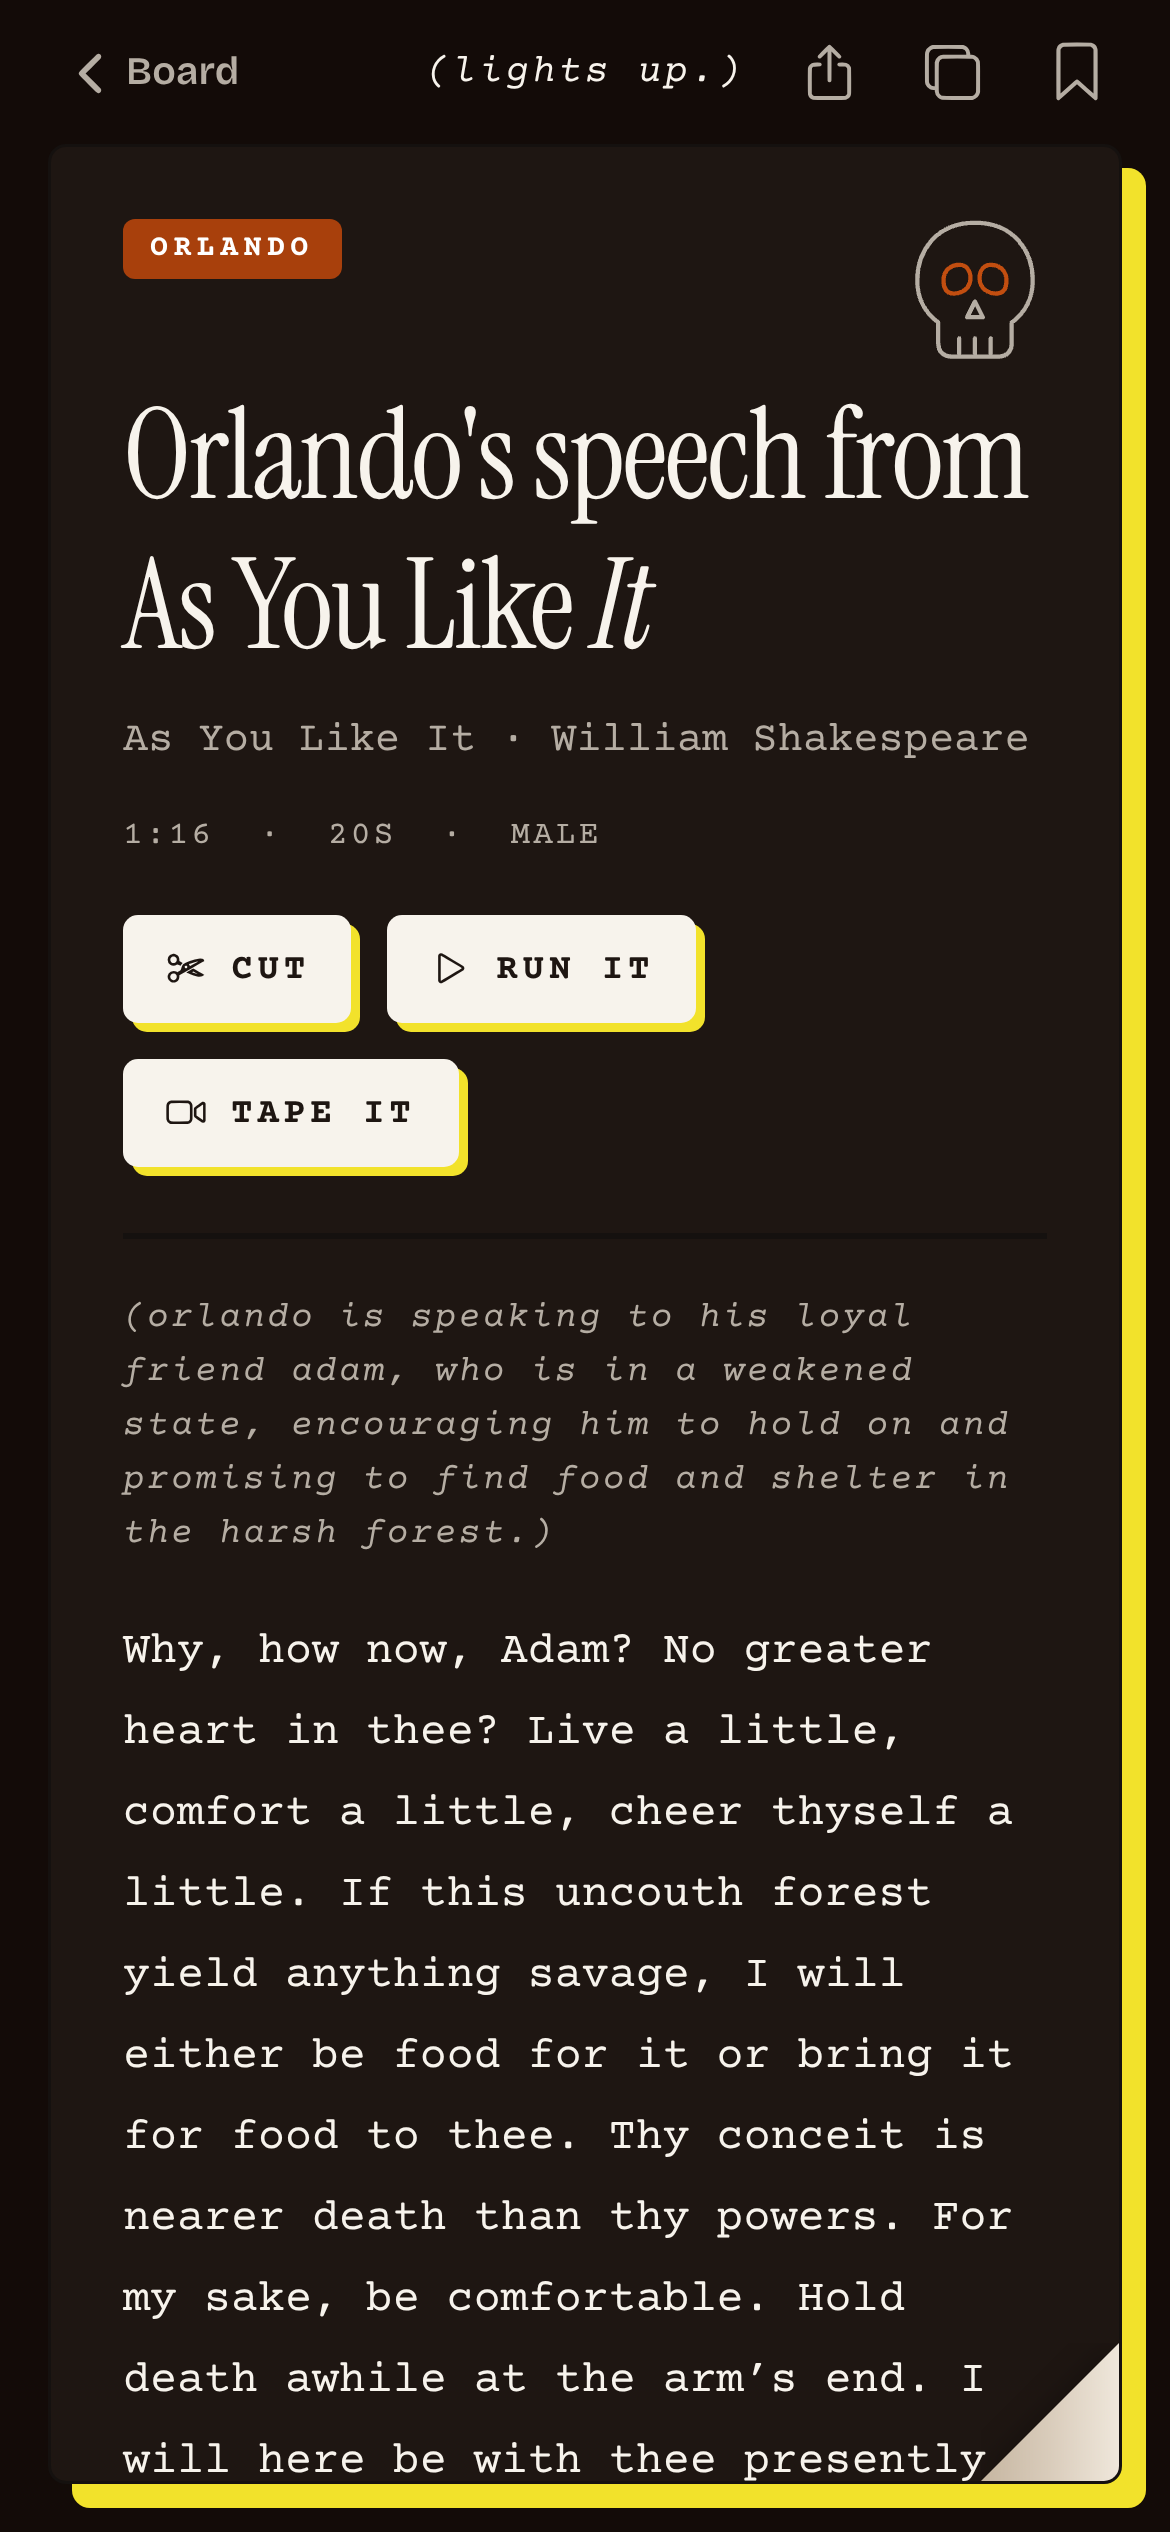 Board
(lights up.)
ORLANDO
Orlando's speech from
As You Like It
As You Like It · William Shakespeare
1:16 · 20S · MALE
CUT
RUN IT
TAPE IT
(orlando is speaking to his loyal
friend adam, who is in a weakened
state, encouraging him to hold on and
promising to find food and shelter in
the harsh forest.)
Why, how now, Adam? No greater
heart in thee? Live a little,
comfort a little, cheer thyself a
little. If this uncouth forest
yield anything savage, I will
either be food for it or bring it
for food to thee. Thy conceit is
nearer death than thy powers. For
my sake, be comfortable. Hold
death awhile at the arm’s end. I
will here be with thee presently